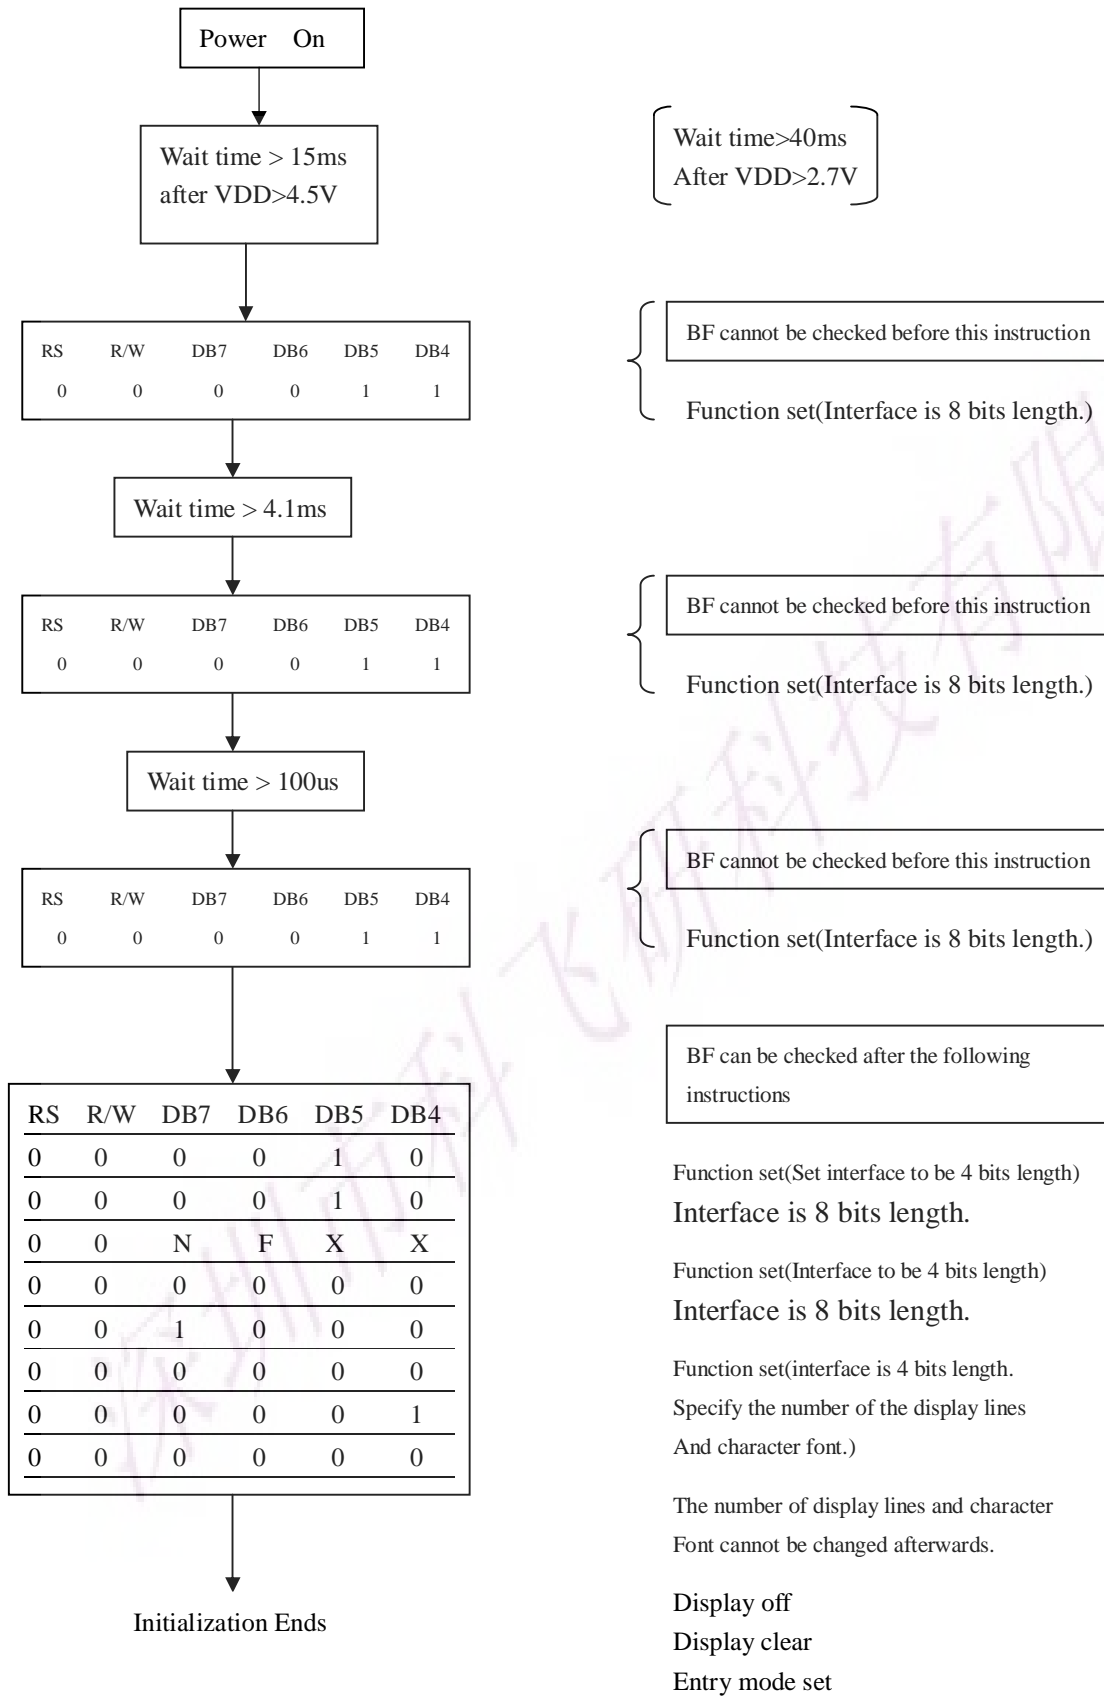 Power On
Wait time > 15ms
after VDD>4.5V
Wait time>40ms
After VDD>2.7V
RS R/W DB7 DB6 DB5 DB4
0 0 0 0 1 1
BF cannot be checked before this instruction
Function set(Interface is 8 bits length.)
Wait time > 4.1ms
RS R/W DB7 DB6 DB5 DB4
0 0 0 0 1 1
BF cannot be checked before this instruction
Function set(Interface is 8 bits length.)
Wait time > 100us
RS R/W DB7 DB6 DB5 DB4
0 0 0 0 1 1
BF cannot be checked before this instruction
Function set(Interface is 8 bits length.)
RS R/W DB7 DB6 DB5 DB4
0 0 0 0 1 0
0 0 0 0 1 0
0 0 N F X X
0 0 0 0 0 0
0 0 1 0 0 0
0 0 0 0 0 0
0 0 0 0 0 1
0 0 0 0 0 0
Initialization Ends
BF can be checked after the following
instructions
Function set(Set interface to be 4 bits length)
Interface is 8 bits length.
Function set(Interface to be 4 bits length)
Interface is 8 bits length.
Function set(interface is 4 bits length.
Specify the number of the display lines
And character font.)
The number of display lines and character
Font cannot be changed afterwards.
Display off
Display clear
Entry mode set
深圳市科飞研科技有限